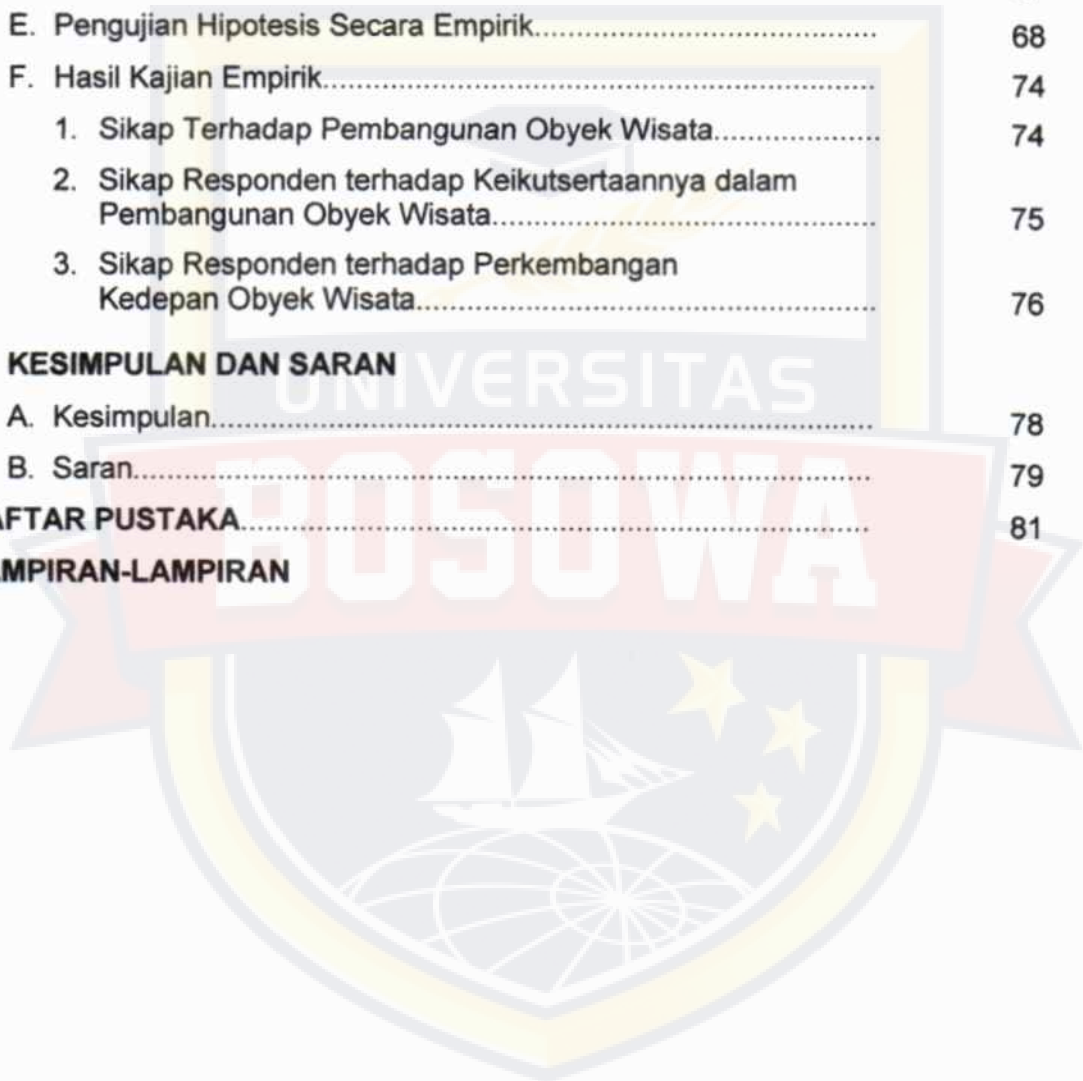 E. Pengujian Hipotesis Secara Empirik........................................ 68
F. Hasil Kajian Empirik................................................................ 74
1. Sikap Terhadap Pembangunan Obyek Wisata................... 74
2. Sikap Responden terhadap Keikutsertaannya dalam
Pembangunan Obyek Wisata............................................ 75
3. Sikap Responden terhadap Perkembangan
Kedepan Obyek Wisata..................................................... 76
KESIMPULAN DAN SARAN
UNIVERSITAS
A. Kesimpulan............................................................................ 78
BOSOWA
B. Saran..................................................................................... 79
AFTAR PUSTAKA........................................................................ 81
MPIRAN-LAMPIRAN